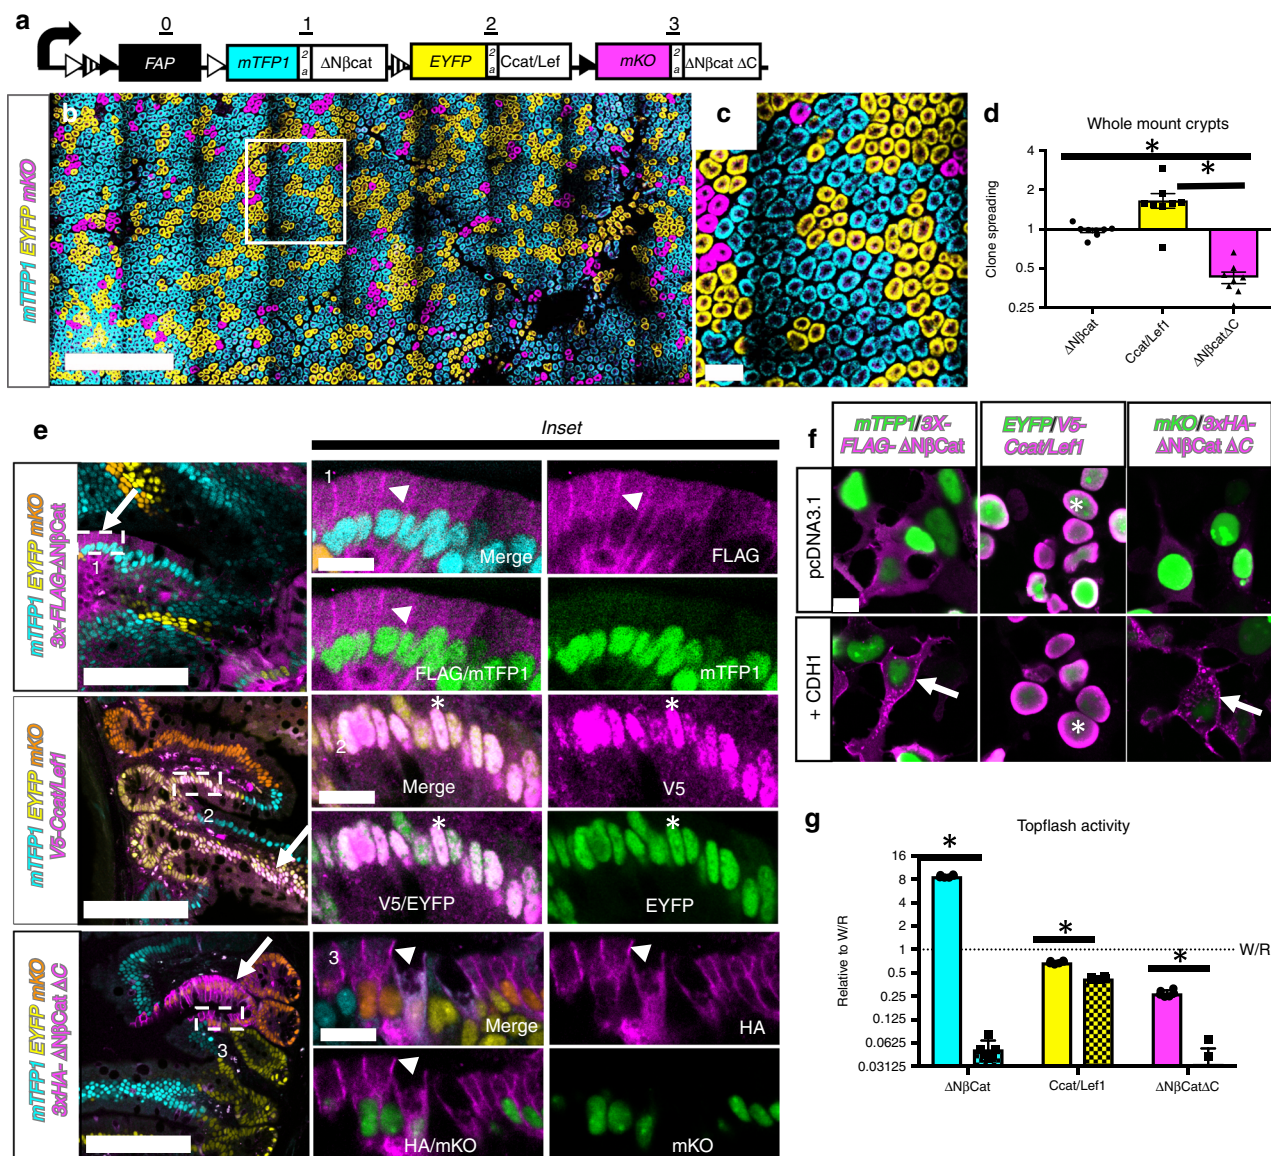 a
0
1
2
3
FAP
mTFP1
2
a
ΔNβcat
EYFP
2
a
Ccat/Lef
mKO
2
a
ΔNβcat ΔC
mTFP1 EYFP mKO
b
c
d
Whole mount crypts
*
*
Clone spreading
4
2
1
0.5
0.25
ΔNβcat
Ccat/Lef1
ΔNβcatΔC
e
Inset
mTFP1 EYFP mKO
3x-FLAG-ΔNβCat
1
1
Merge
FLAG
FLAG/mTFP1
mTFP1
mTFP1 EYFP mKO
V5-Ccat/Lef1
2
2
*
Merge
*
V5
*
V5/EYFP
*
EYFP
mTFP1 EYFP mKO
3xHA- ΔNβCat ΔC
3
3
Merge
HA
HA/mKO
mKO
f
mTFP1/3X-
FLAG- ΔNβCat
EYFP/V5-
Ccat/Lef1
mKO/3xHA-
ΔNβCat ΔC
pcDNA3.1
*
+ CDH1
*
g
Topflash activity
Relative to W/R
16
8
4
2
1
0.5
0.25
0.125
0.0625
0.03125
*
*
*
W/R
ΔNβCat
Ccat/Lef1
ΔNβCatΔC